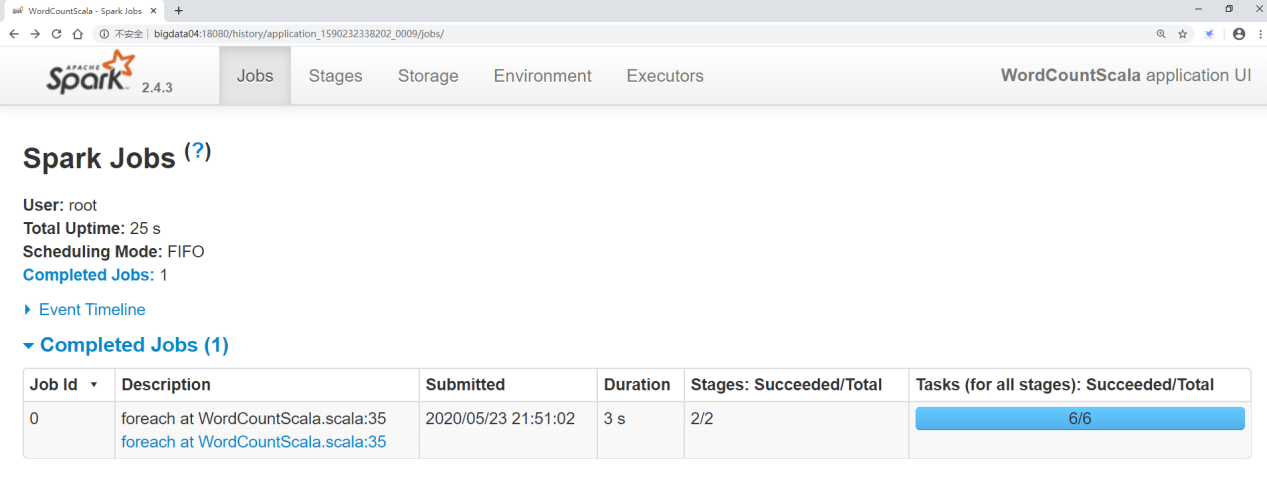 WordCountScala - Spark Jobs
不安全 | bigdata04:18080/history/application_1590232338202_0009/jobs/
APACHE Spark 2.4.3 Jobs Stages Storage Environment Executors WordCountScala application UI
Spark Jobs (?)
User: root
Total Uptime: 25 s
Scheduling Mode: FIFO
Completed Jobs: 1
Event Timeline
Completed Jobs (1)
Job Id Description Submitted Duration Stages: Succeeded/Total Tasks (for all stages): Succeeded/Total
0 foreach at WordCountScala.scala:35 2020/05/23 21:51:02 3 s 2/2 6/6
foreach at WordCountScala.scala:35